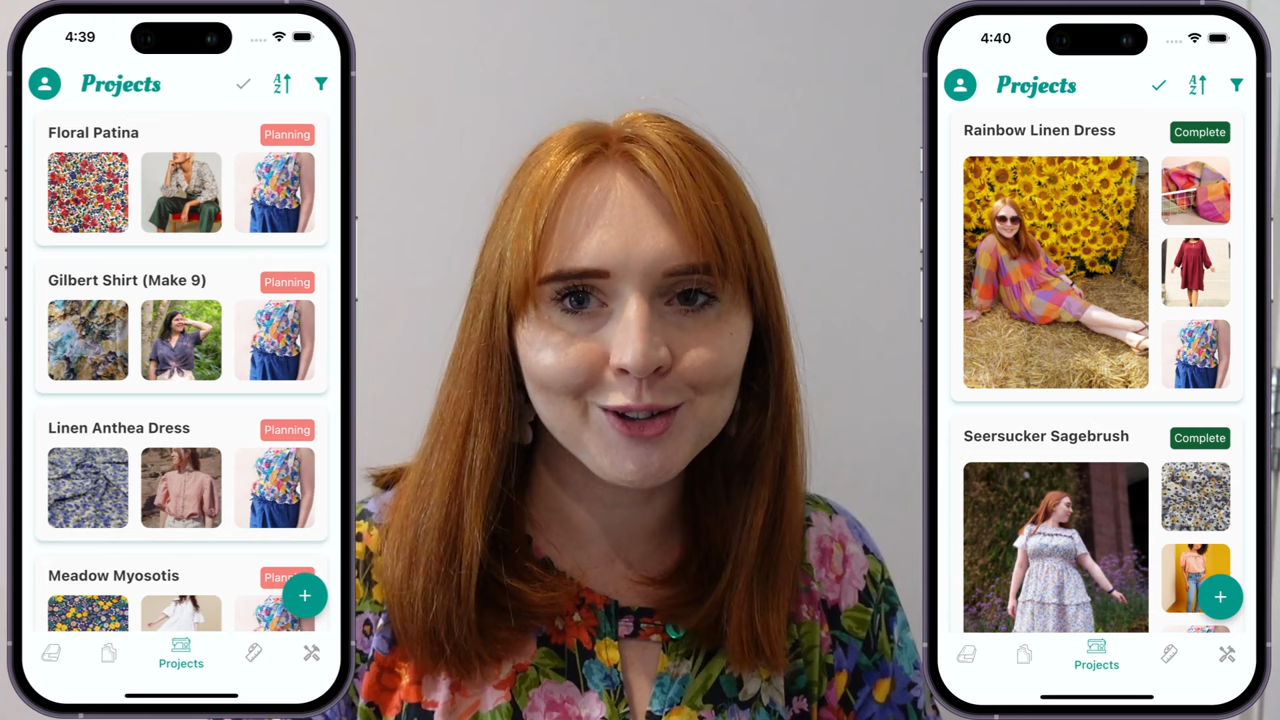 4:39
Projects
A
Z
Floral Patina
Planning
Gilbert Shirt (Make 9)
Planning
Linen Anthea Dress
Planning
Meadow Myosotis
Projects
4:40
Projects
A
Z
Rainbow Linen Dress
Complete
Seersucker Sagebrush
Complete
Projects